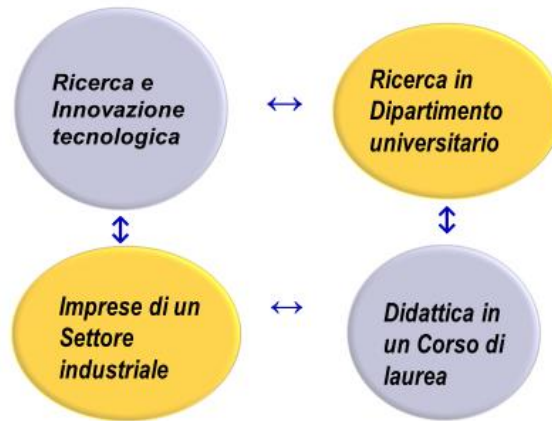 Ricerca e
Innovazione
tecnologica
Ricerca in
Dipartimento
universitario
Imprese di un
Settore
industriale
Didattica in
un Corso di
laurea